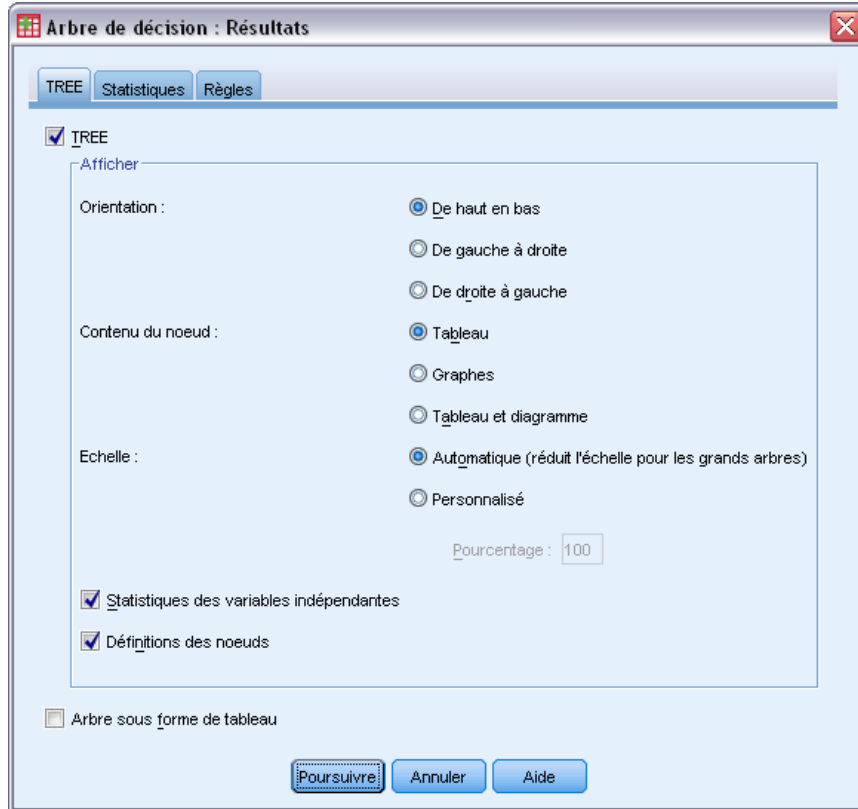 Arbre de décision : Résultats
TREE Statistiques Règles
TREE
Afficher
Orientation :
De haut en bas
De gauche à droite
De droite à gauche
Contenu du noeud :
Tableau
Graphes
Tableau et diagramme
Echelle :
Automatique (réduit l'échelle pour les grands arbres)
Personnalisé
Pourcentage : 100
Statistiques des variables indépendantes
Définitions des noeuds
Arbre sous forme de tableau
Poursuivre Annuler Aide